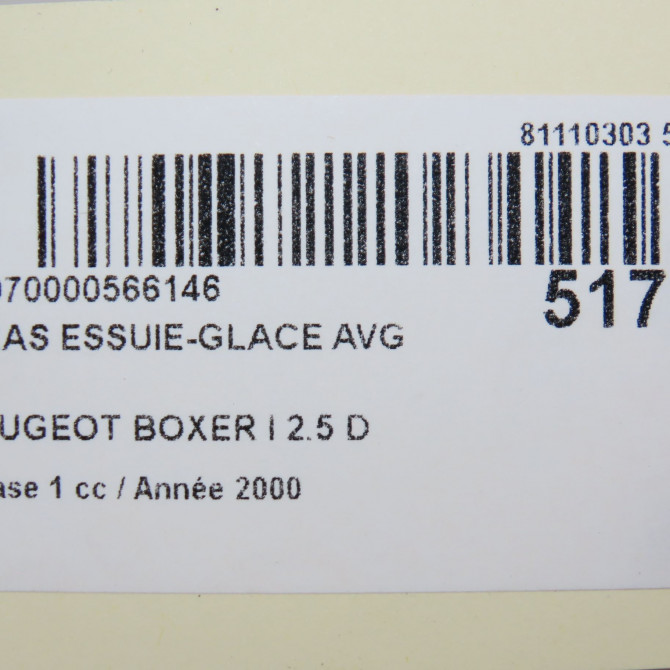 81110303 5
070000566146
517
AS ESSUIE-GLACE AVG
UGEOT BOXER I 2.5 D
ase 1 cc / Année 2000